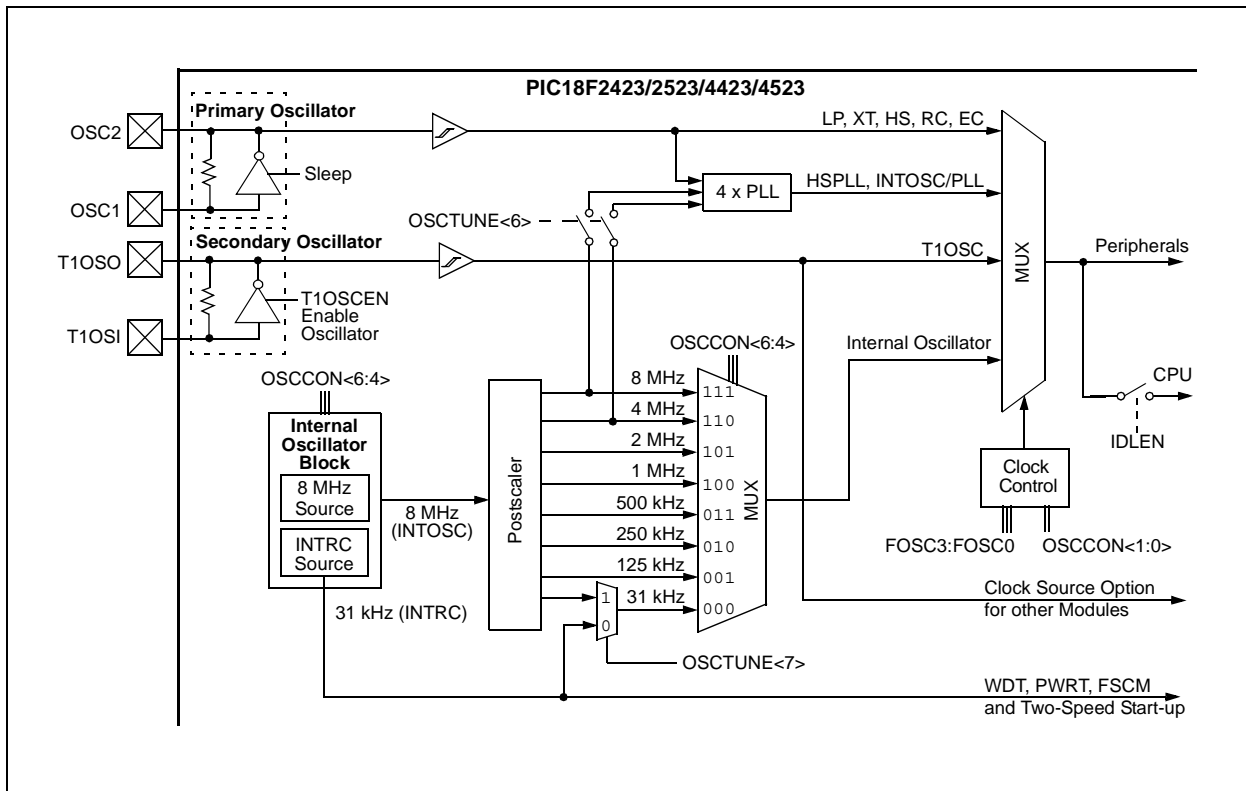 PIC18F2423/2523/4423/4523
Primary Oscillator
OSC2
Sleep
OSC1
LP, XT, HS, RC, EC
4 x PLL
HSPLL, INTOSC/PLL
OSCTUNE<6>
Secondary Oscillator
T1OSO
T1OSCEN
Enable
Oscillator
T1OSI
T1OSC
MUX
Peripherals
Internal Oscillator
CPU
IDLEN
Clock
Control
FOSC3:FOSC0
OSCCON<1:0>
OSCCON<6:4>
OSCCON<6:4>
Internal
Oscillator
Block
8 MHz
Source
INTRC
Source
8 MHz
(INTOSC)
31 kHz (INTRC)
Postscaler
8 MHz
111
4 MHz
110
2 MHz
101
1 MHz
100
500 kHz
011
250 kHz
010
125 kHz
001
31 kHz
000
MUX
1
0
OSCTUNE<7>
Clock Source Option
for other Modules
WDT, PWRT, FSCM
and Two-Speed Start-up